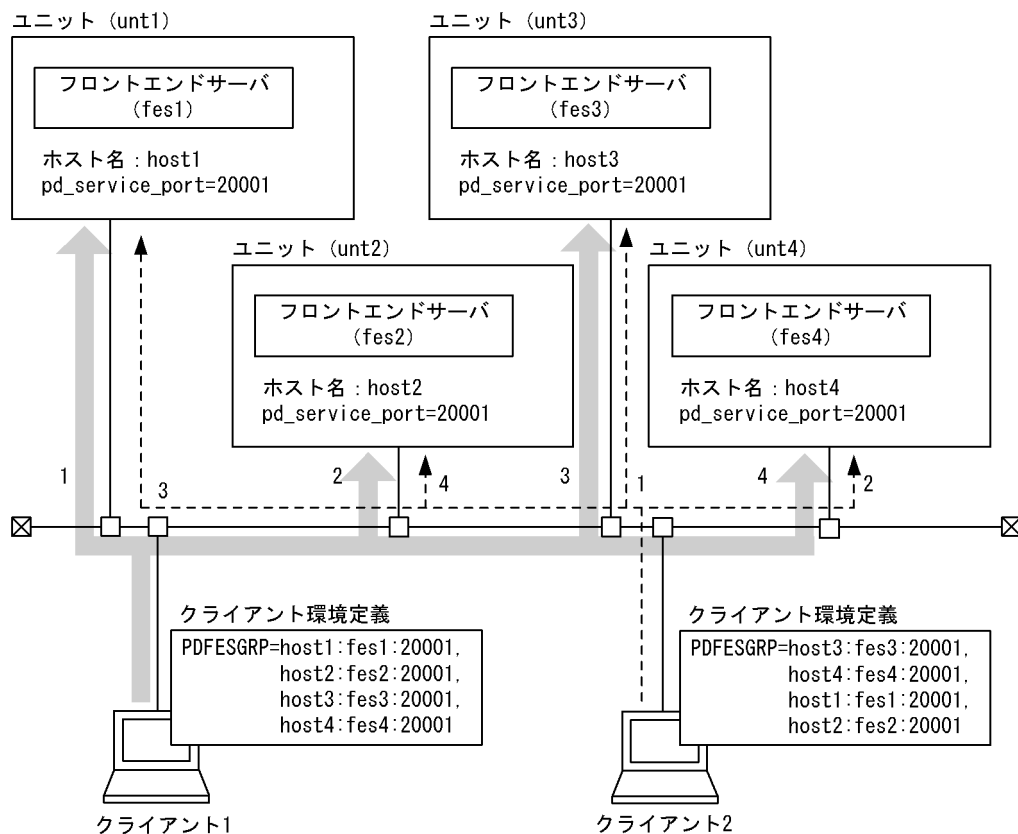 ユニット（unt1）
フロントエンドサーバ
（fes1）
ホスト名：host1
pd_service_port=20001
ユニット（unt3）
フロントエンドサーバ
（fes3）
ホスト名：host3
pd_service_port=20001
ユニット（unt2）
フロントエンドサーバ
（fes2）
ホスト名：host2
pd_service_port=20001
ユニット（unt4）
フロントエンドサーバ
（fes4）
ホスト名：host4
pd_service_port=20001
1
3
2
4
3
1
4
2
クライアント環境定義
PDFESGRP=host1:fes1:20001,
host2:fes2:20001,
host3:fes3:20001,
host4:fes4:20001
クライアント1
クライアント環境定義
PDFESGRP=host3:fes3:20001,
host4:fes4:20001,
host1:fes1:20001,
host2:fes2:20001
クライアント2